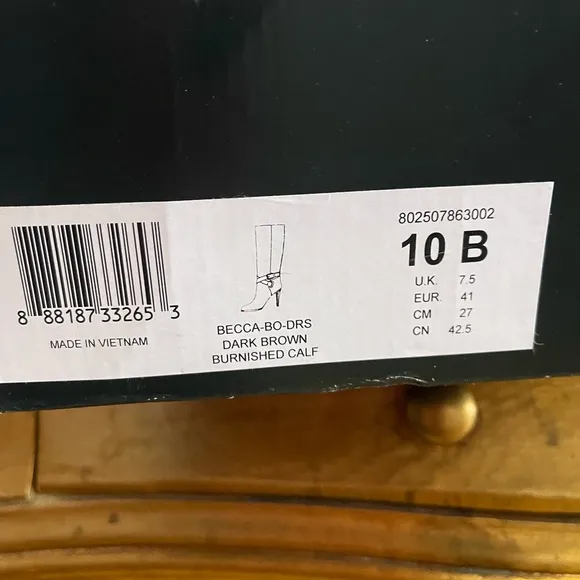 8 88187 33265 3
MADE IN VIETNAM
BECCA-BO-DRS
DARK BROWN
BURNISHED CALF
802507863002
10 B
U.K. 7.5
EUR. 41
CM 27
CN 42.5